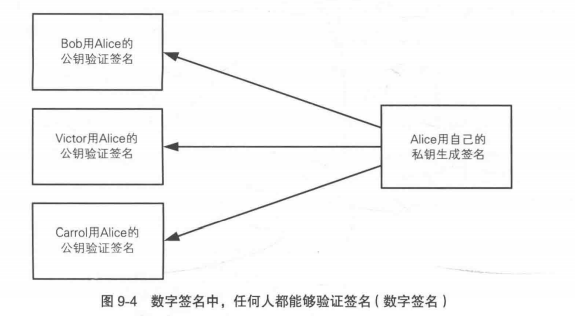 Bob用Alice的
公钥验证签名
Victor用Alice的
公钥验证签名
Alice用自己的
私钥生成签名
Carrol用Alice的
公钥验证签名
图 9-4 数字签名中，任何人都能够验证签名（数字签名）